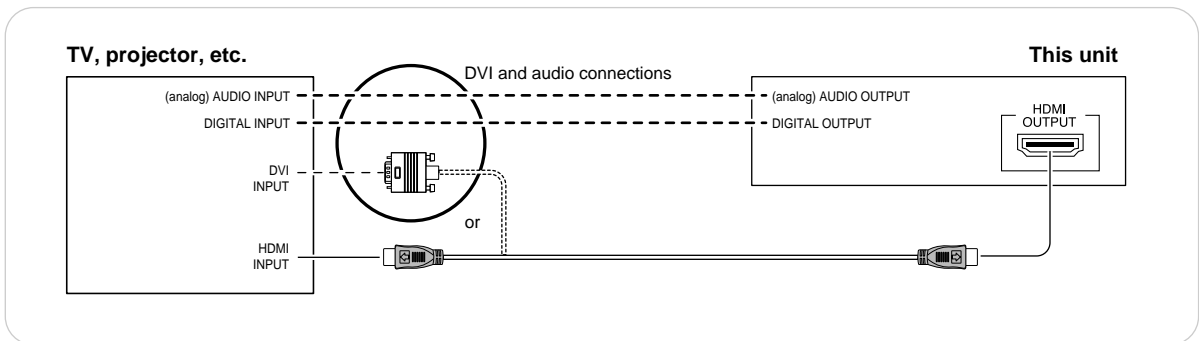 TV, projector, etc.
This unit
DVI and audio connections
(analog) AUDIO INPUT
(analog) AUDIO OUTPUT
DIGITAL INPUT
DIGITAL OUTPUT
HDMI
OUTPUT
DVI
INPUT
or
HDMI
INPUT